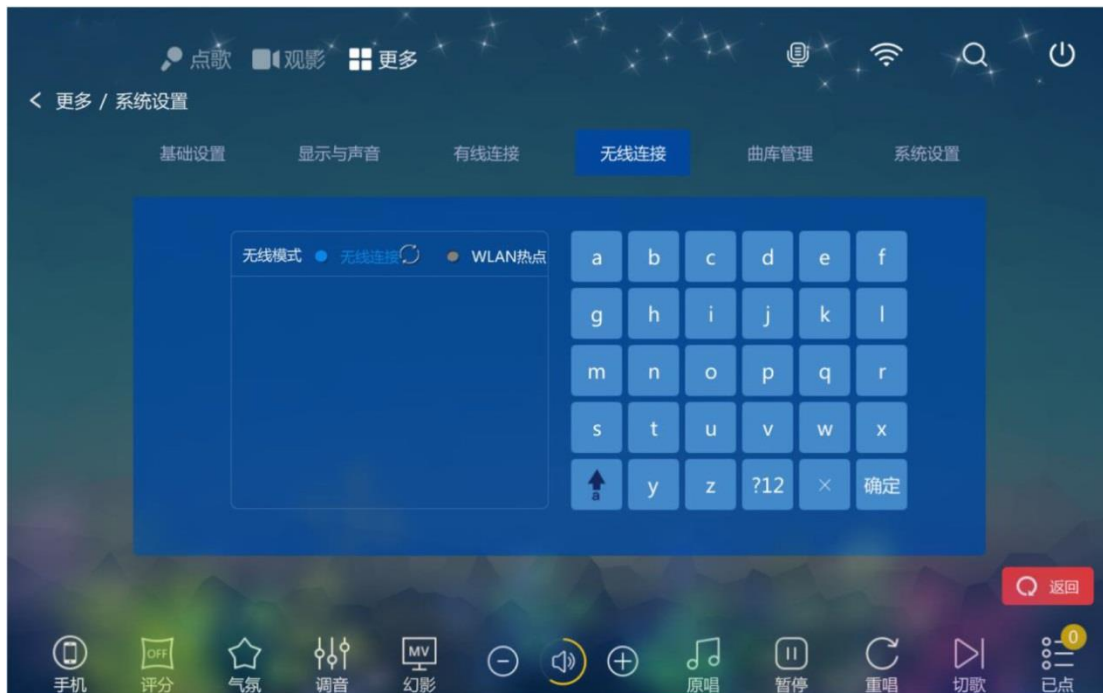 点歌 观影 更多
< 更多 / 系统设置
基础设置 显示与声音 有线连接 无线连接 曲库管理 系统设置
无线模式 无线连接 WLAN热点
a b c d e f
g h i j k l
m n o p q r
s t u v w x
a y z ?12 × 确定
返回
OFF MV 0
手机 评分 气氛 调音 幻影 原唱 暂停 重唱 切歌 已点